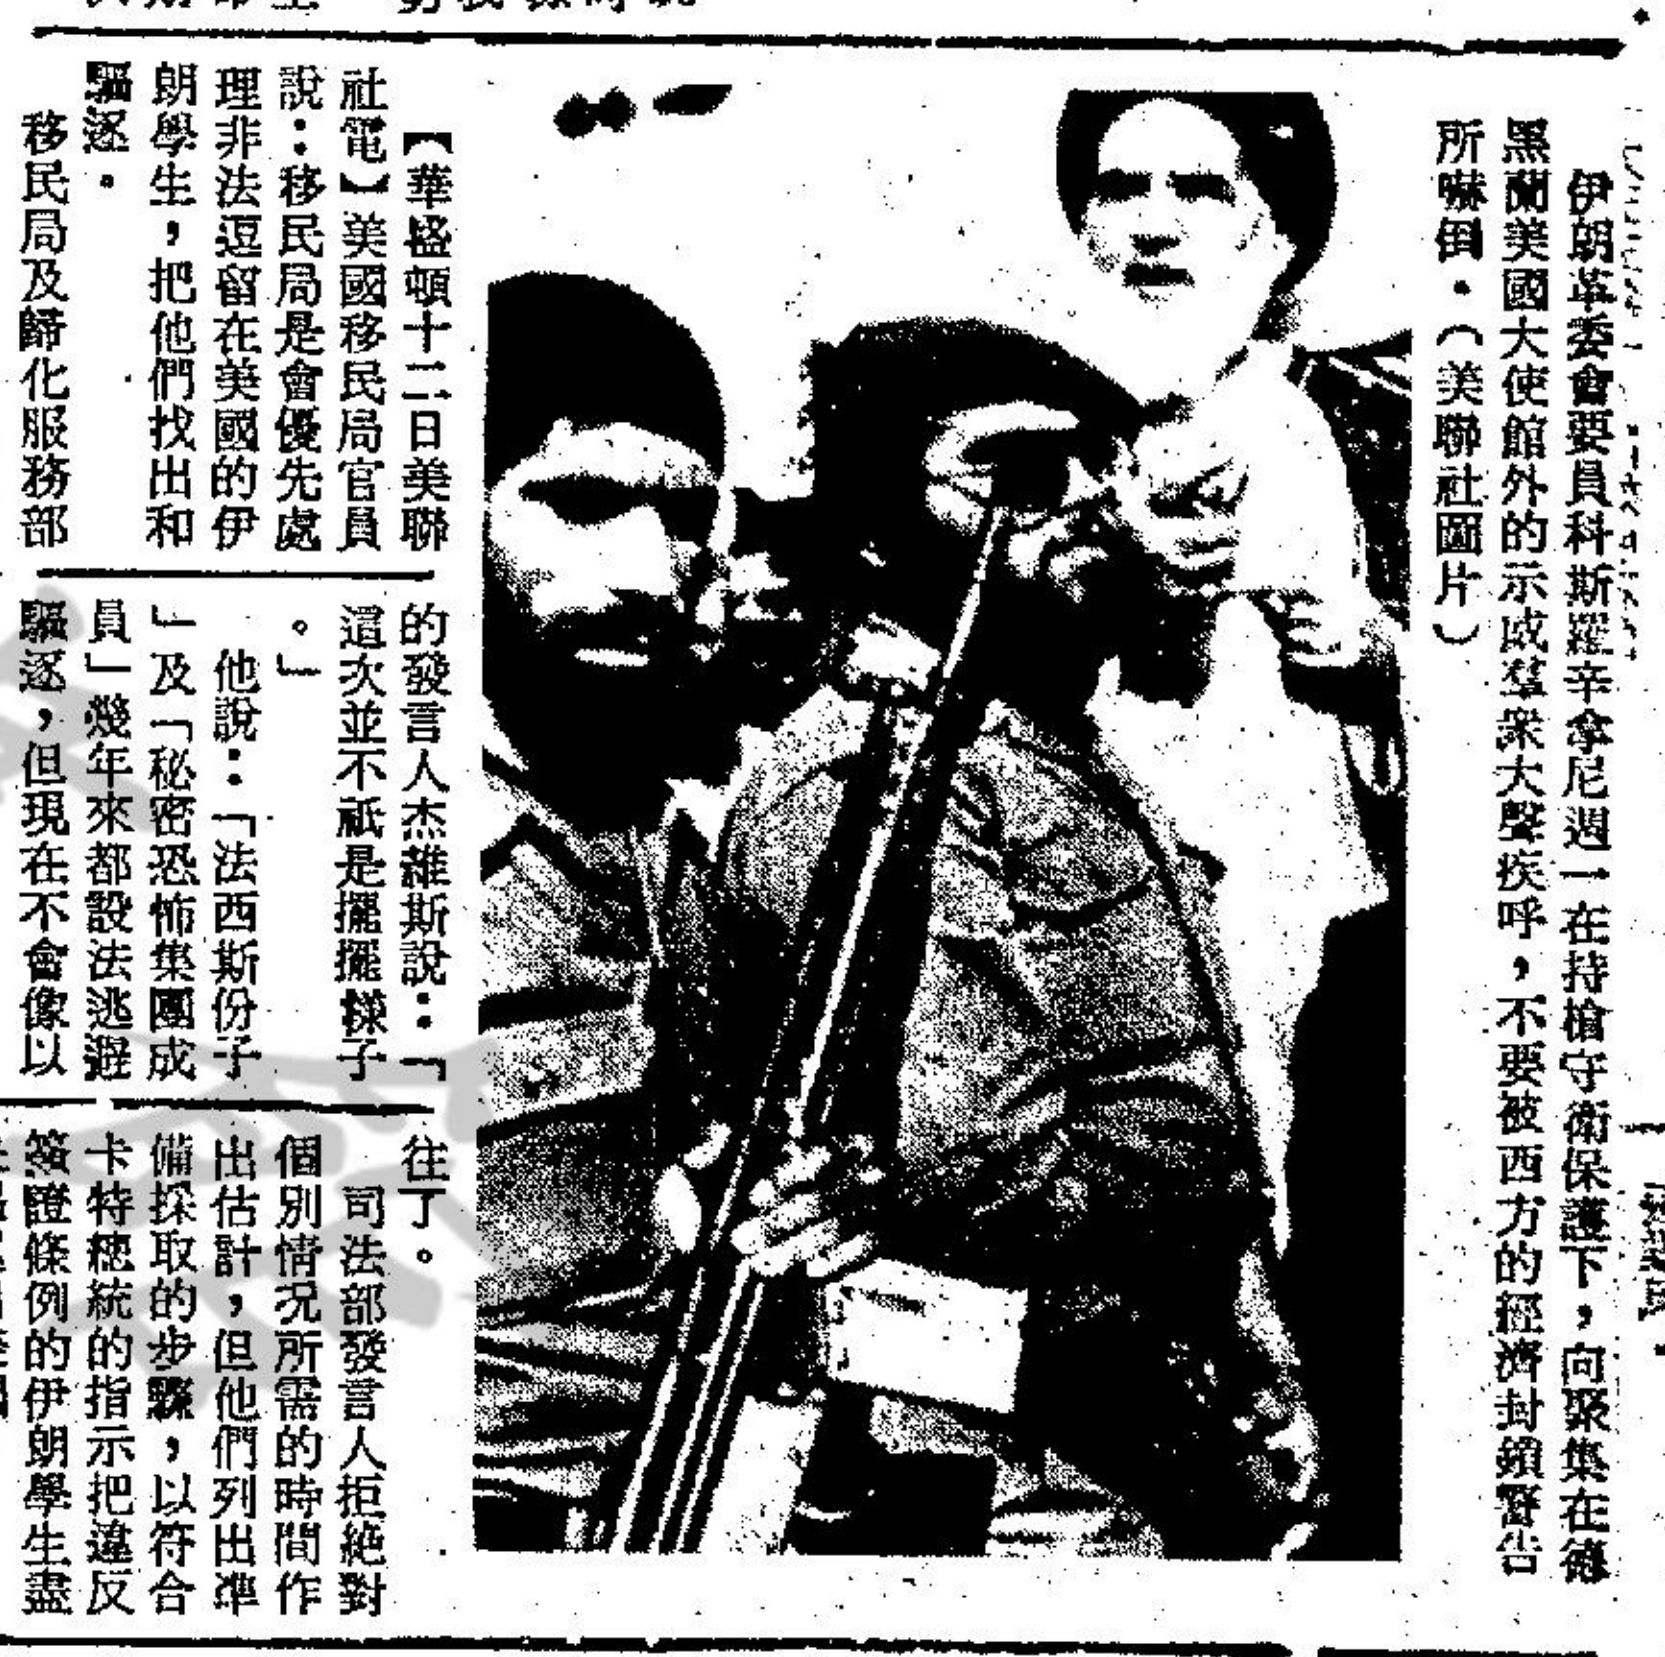 伊朗革委會要員科斯羅辛拿尼週一在持槍守衛保護下，向聚集在德
黑蘭美國大使館外的示威羣衆大聲疾呼，不要被西方的經濟封鎖警告
所嚇倒。（美聯社圖片）
【華盛頓十二日美聯
社電】美國移民局官員
說：移民局是會優先處
理非法逗留在美國的伊
朗學生，把他們找出和
驅逐。
移民局及歸化服務部
的發言人杰維斯說：「
這次並不祇是擺擺樣子
。」
他說：「法西斯份子
」及「秘密恐怖集團成
員」幾年來都設法逃避
驅逐，但現在不會像以
往了。
司法部發言人拒絕對
個別情况所需的時間作
出估計，但他們列出準
備採取的步驟，以符合
卡特總統的指示把違反
簽證條例的伊朗學生盡